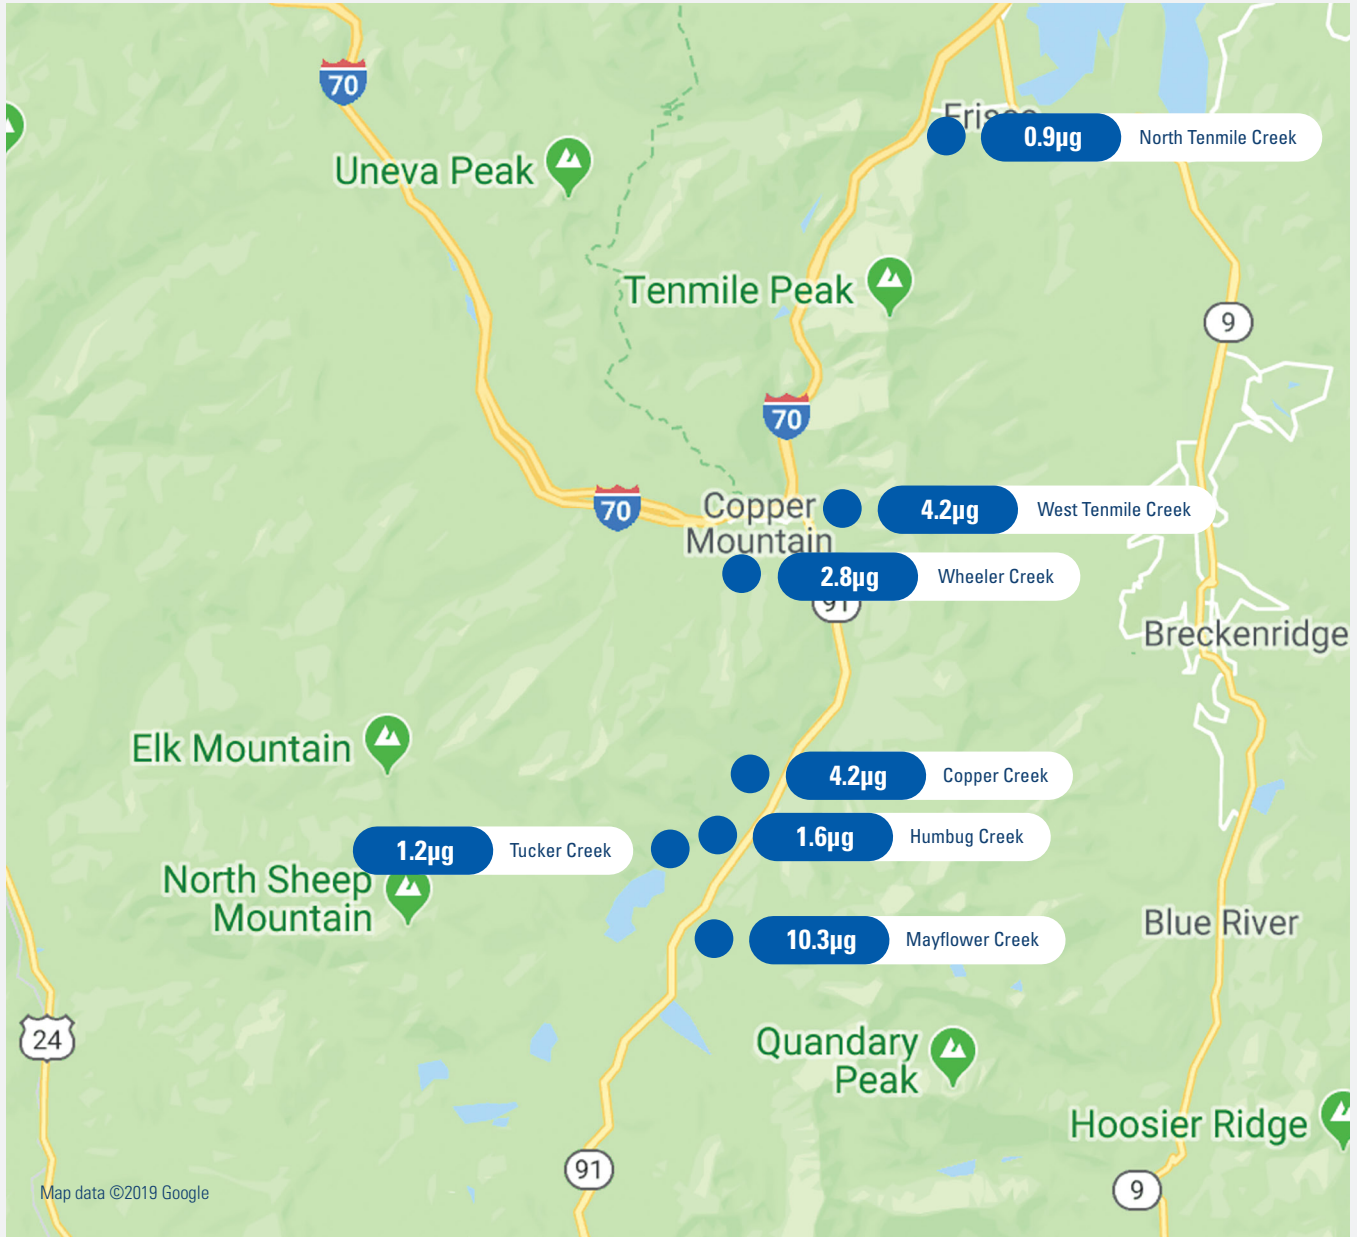 70
Uneva Peak
Frisco
0.9µg
North Tenmile Creek
Tenmile Peak
9
70
70
Copper
Mountain
4.2µg
West Tenmile Creek
2.8µg
Wheeler Creek
91
Breckenridge
Elk Mountain
4.2µg
Copper Creek
1.6µg
Humbug Creek
1.2µg
Tucker Creek
North Sheep
Mountain
10.3µg
Mayflower Creek
Blue River
24
Quandary
Peak
Hoosier Ridge
91
9
Map data ©2019 Google